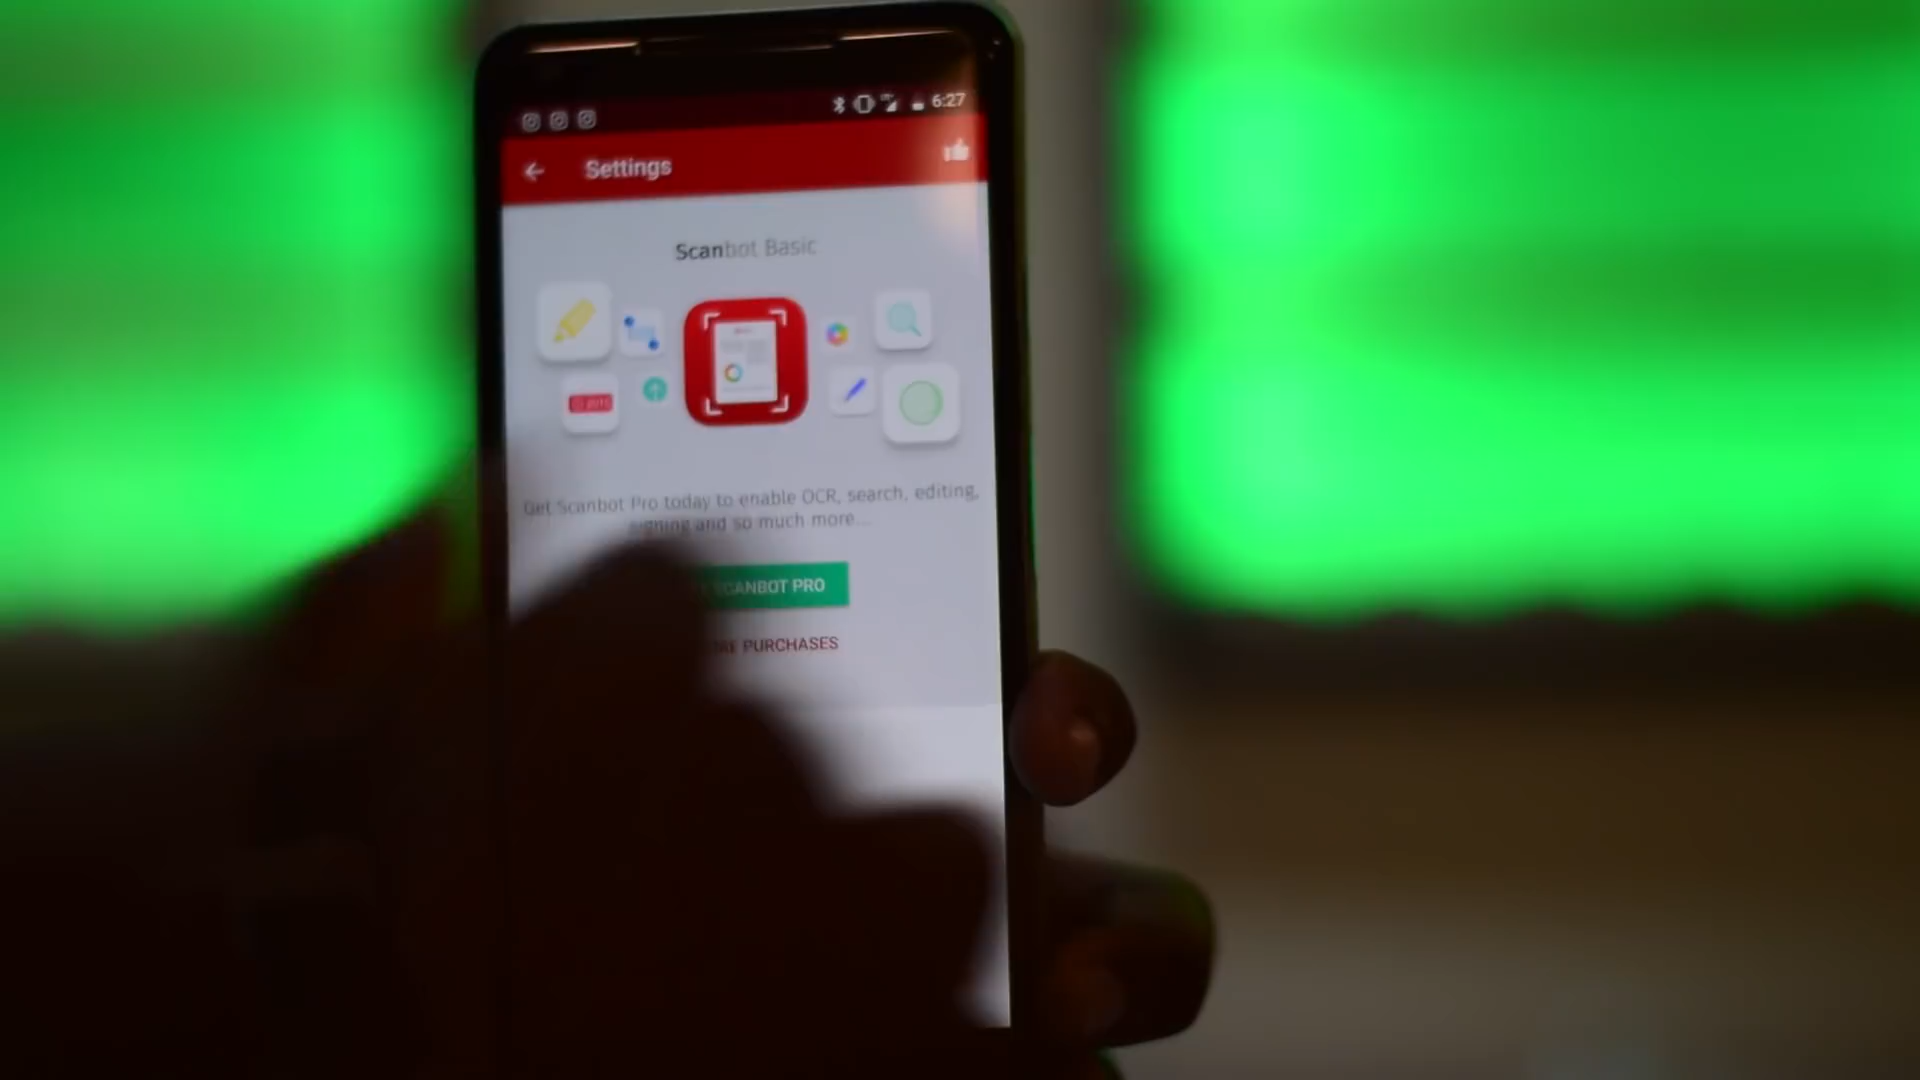 6:27
Settings
Scanbot Basic
Get Scanbot Pro today to enable OCR, search, editing,
signing and so much more...
SCANBOT PRO
PURCHASES